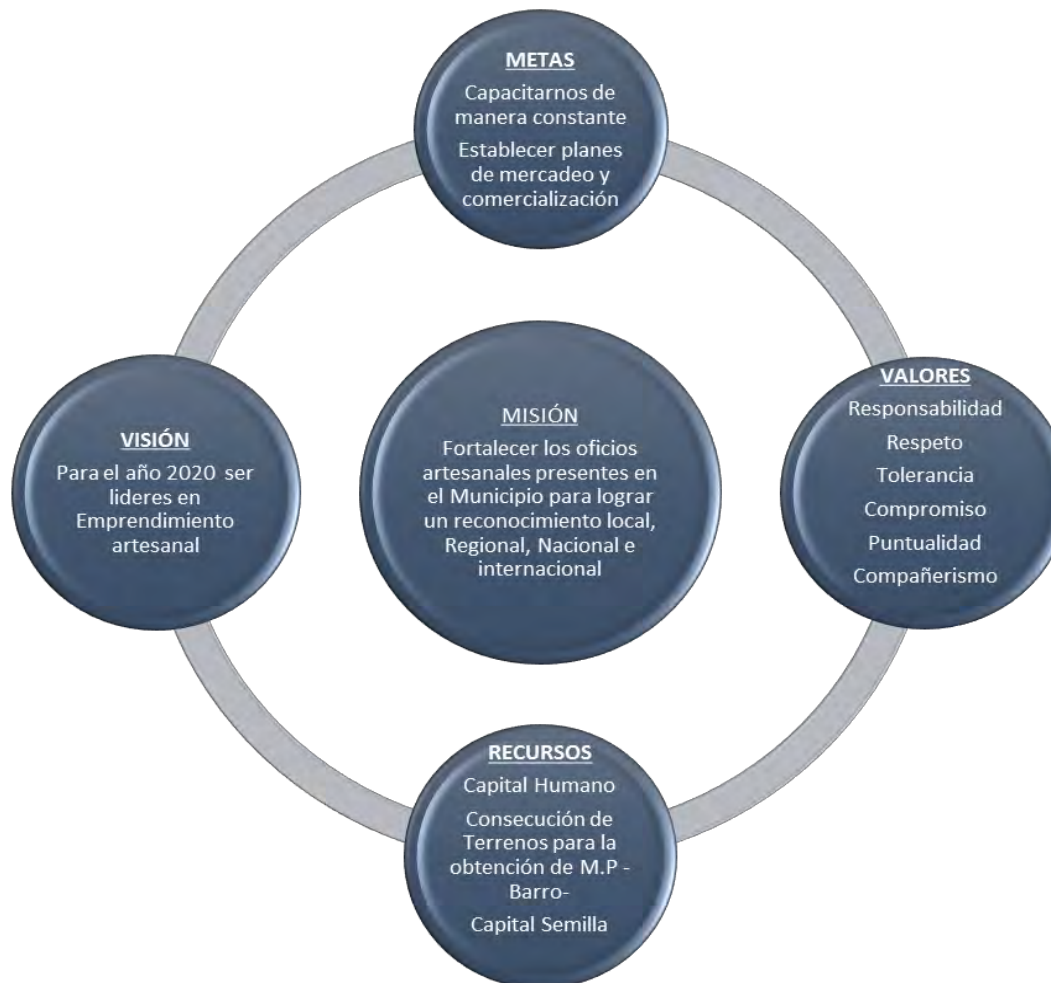 METAS
Capacitarnos de
manera constante
Establecer planes
de mercadeo y
comercialización
VISIÓN
Para el año 2020 ser
lideres en
Emprendimiento
artesanal
MISIÓN
Fortalecer los oficios
artesanales presentes en
el Municipio para lograr
un reconocimiento local,
Regional, Nacional e
internacional
VALORES
Responsabilidad
Respeto
Tolerancia
Compromiso
Puntualidad
Compañerismo
RECURSOS
Capital Humano
Consecución de
Terrenos para la
obtención de M.P -
Barro-
Capital Semilla